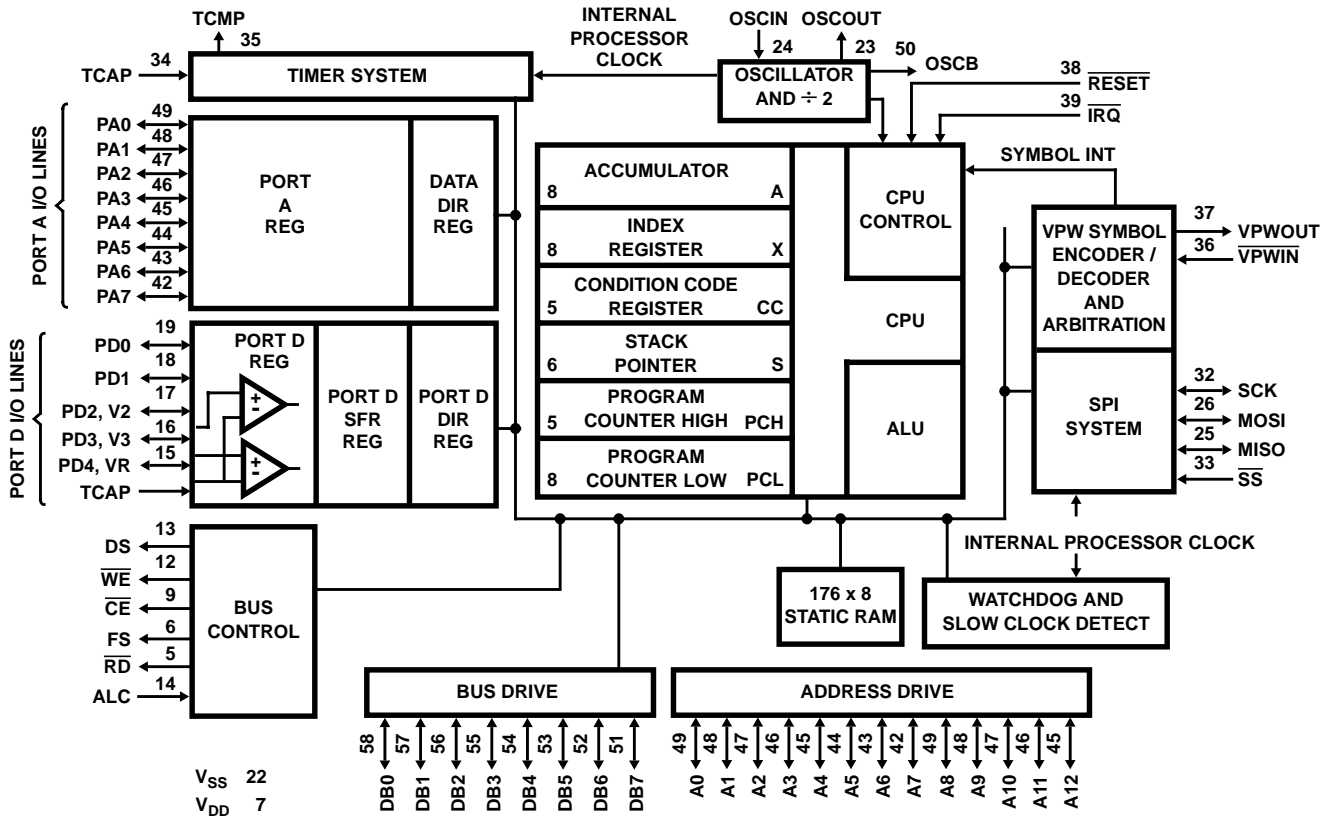 TCMP
35
34
TCAP
TIMER SYSTEM
INTERNAL
PROCESSOR
CLOCK
OSCIN
OSCOUT
24
23
50
OSCB
OSCILLATOR
AND ÷ 2
38
RESET
39
IRQ
PORT A I/O LINES
49
PA0
48
PA1
47
PA2
46
PA3
45
PA4
44
PA5
43
PA6
42
PA7
PORT
A
REG
DATA
DIR
REG
ACCUMULATOR
8 A
INDEX
REGISTER
8 X
CONDITION CODE
REGISTER
5 CC
STACK
POINTER
6 S
PROGRAM
COUNTER HIGH
5 PCH
PROGRAM
COUNTER LOW
8 PCL
CPU
CONTROL
CPU
ALU
SYMBOL INT
VPW SYMBOL
ENCODER /
DECODER
AND
ARBITRATION
37
VPWOUT
36
VPWIN
SPI
SYSTEM
32
SCK
26
MOSI
25
MISO
33
SS
PORT D I/O LINES
19
PD0
18
PD1
17
PD2, V2
16
PD3, V3
15
PD4, VR
TCAP
PORT D
REG
+
-
+
-
PORT D
SFR
REG
PORT D
DIR
REG
INTERNAL PROCESSOR CLOCK
WATCHDOG AND
SLOW CLOCK DETECT
176 x 8
STATIC RAM
13
DS
12
WE
9
CE
6
FS
5
RD
14
ALC
BUS
CONTROL
BUS DRIVE
58
57
56
55
54
53
52
51
DB0
DB1
DB2
DB3
DB4
DB5
DB6
DB7
ADDRESS DRIVE
49
48
47
46
45
44
43
42
49
48
47
46
45
A0
A1
A2
A3
A4
A5
A6
A7
A8
A9
A10
A11
A12
VSS 22
VDD 7